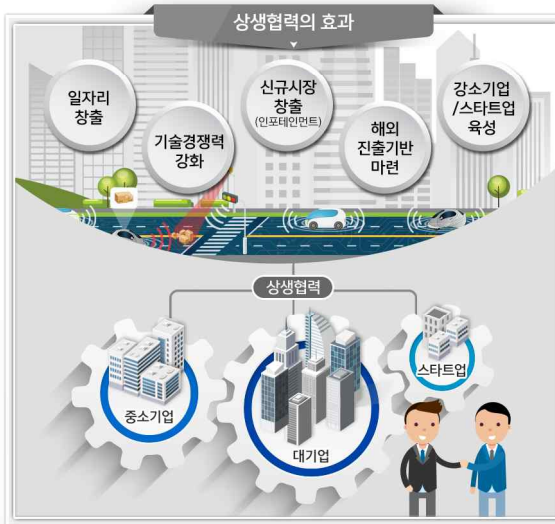 상생협력의 효과
일자리
창출
기술경쟁력
강화
신규시장
창출
(인포테인먼트)
해외
진출기반
마련
강소기업
/스타트업
육성
상생협력
중소기업
대기업
스타트업